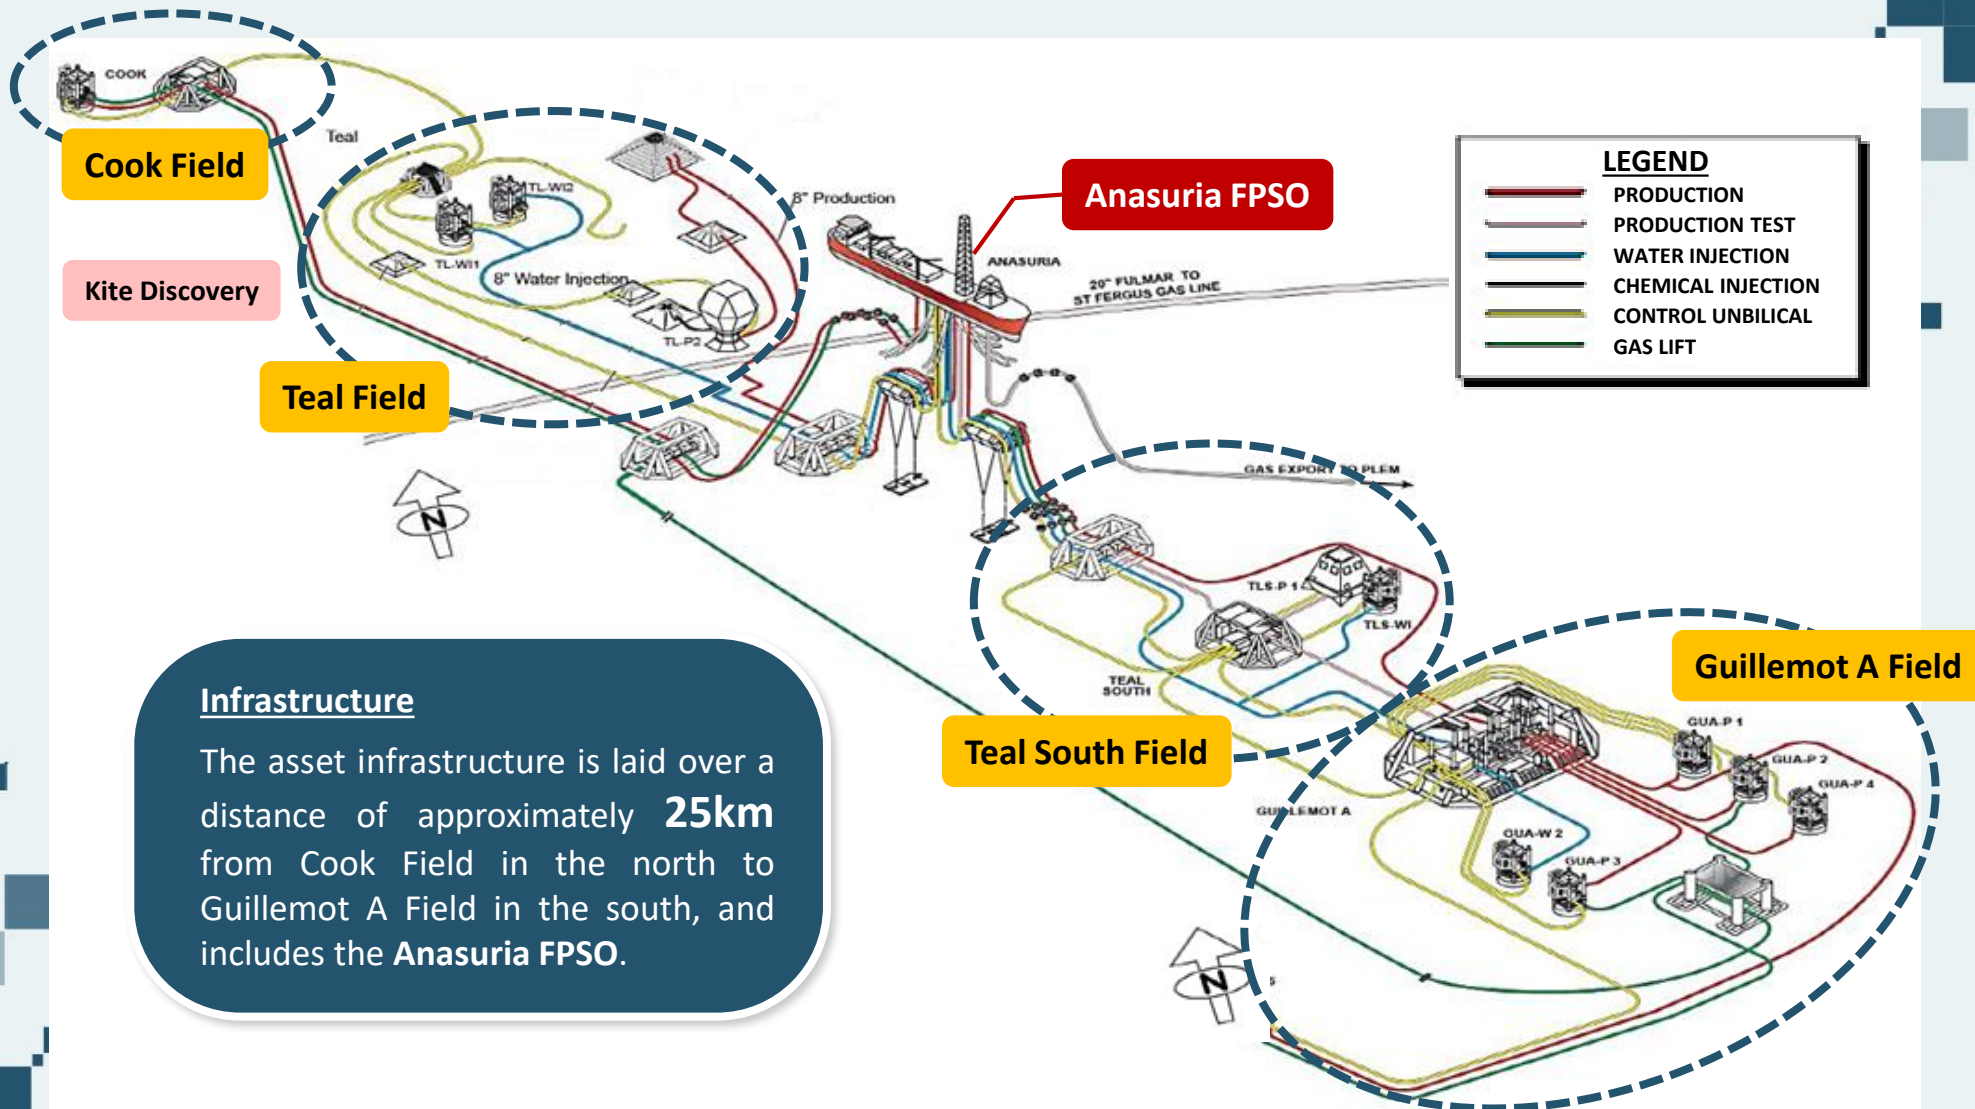 COOK
Cook Field
Teal
TL-WI2
TL-WI1
8" Production
8" Water Injection
TL-P2
Kite Discovery
Teal Field
Anasuria FPSO
ANASURIA
20" FULMAR TO
ST FERGUS GAS LINE
LEGEND
PRODUCTION
PRODUCTION TEST
WATER INJECTION
CHEMICAL INJECTION
CONTROL UNBILICAL
GAS LIFT
N
GAS EXPORT TO PLEM
TLS-P 1
TLS-WI
TEAL
SOUTH
Teal South Field
Guillemot A Field
GUA-P 1
GUA-P 2
GUA-P 4
GUILLEMOT A
GUA-W 2
GUA-P 3
N
Infrastructure
The asset infrastructure is laid over a
distance of approximately 25km
from Cook Field in the north to
Guillemot A Field in the south, and
includes the Anasuria FPSO.